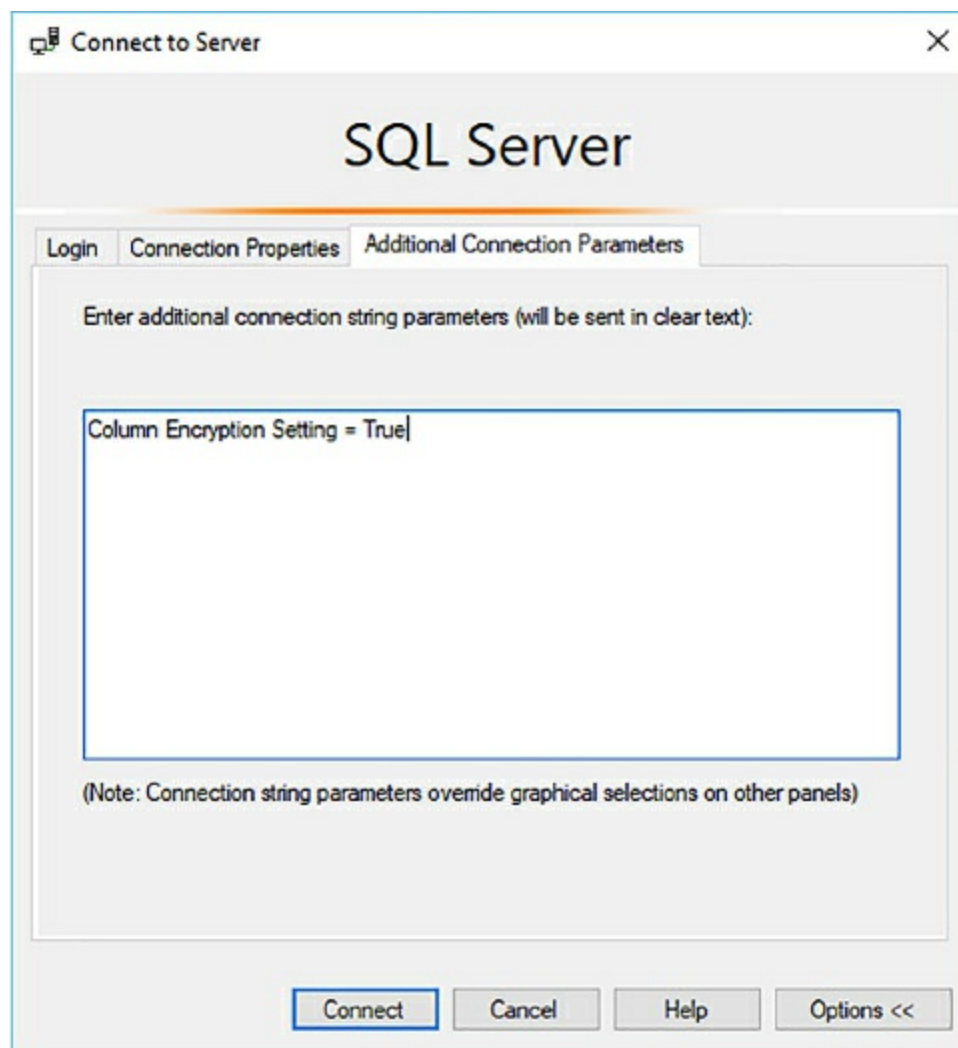 Connect to Server
SQL Server
Login Connection Properties Additional Connection Parameters
Enter additional connection string parameters (will be sent in clear text):
Column Encryption Setting = True
(Note: Connection string parameters override graphical selections on other panels)
Connect Cancel Help Options <<